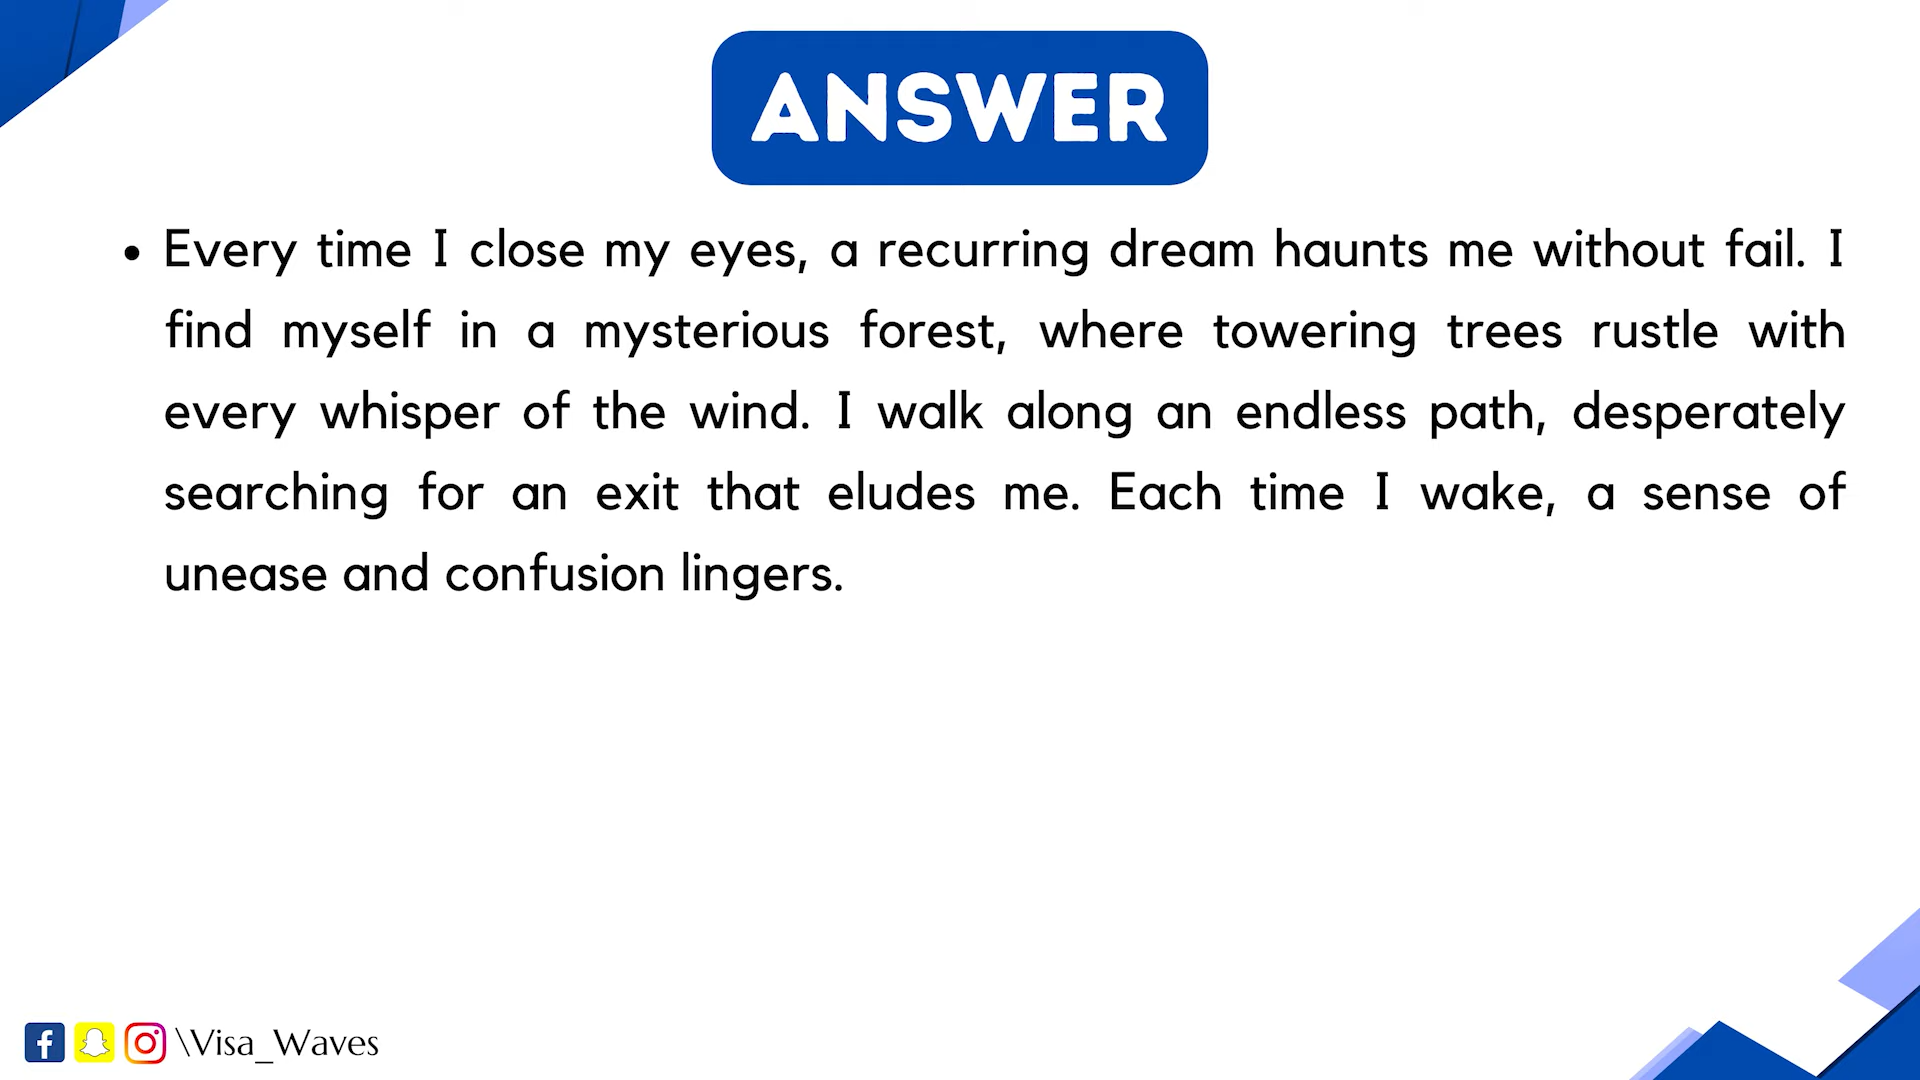 ANSWER
• Every time I close my eyes, a recurring dream haunts me without fail. I
find myself in a mysterious forest, where towering trees rustle with
every whisper of the wind. I walk along an endless path, desperately
searching for an exit that eludes me. Each time I wake, a sense of
unease and confusion lingers.
\Visa_Waves